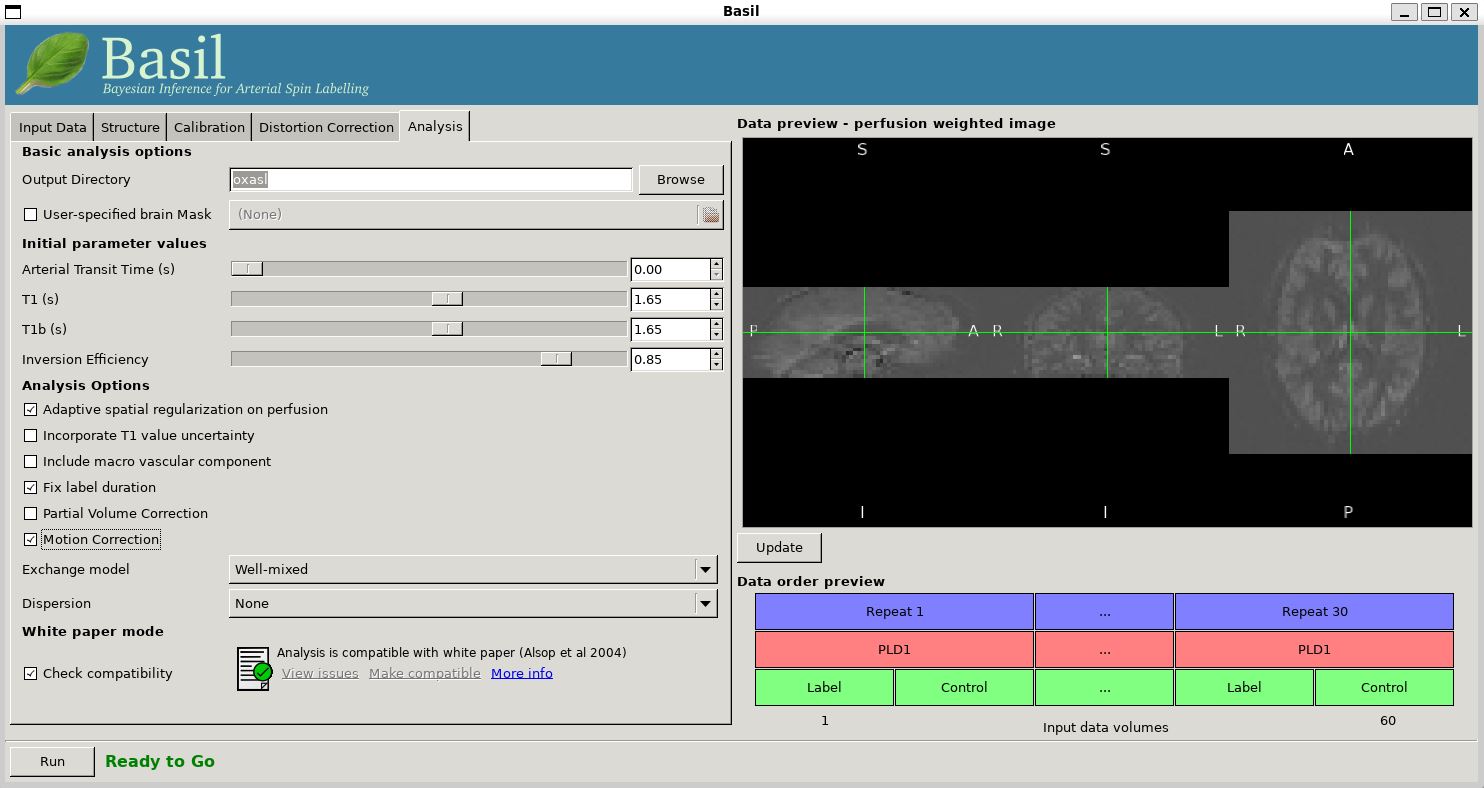 Basil
Basil
Bayesian Inference for Arterial Spin Labelling
Input Data Structure Calibration Distortion Correction Analysis
Basic analysis options
Output Directory oxasl Browse
User-specified brain Mask (None)
Initial parameter values
Arterial Transit Time (s) 0.00
T1 (s) 1.65
T1b (s) 1.65
Inversion Efficiency 0.85
Analysis Options
Adaptive spatial regularization on perfusion
Incorporate T1 value uncertainty
Include macro vascular component
Fix label duration
Partial Volume Correction
Motion Correction
Exchange model Well-mixed
Dispersion None
White paper mode
Check compatibility
Analysis is compatible with white paper (Alsop et al 2004)
View issues Make compatible More info
Data preview - perfusion weighted image
S S A
P A R L R L
I I P
Update
Data order preview
Repeat 1 ... Repeat 30
PLD1 ... PLD1
Label Control ... Label Control
1 Input data volumes 60
Run Ready to Go